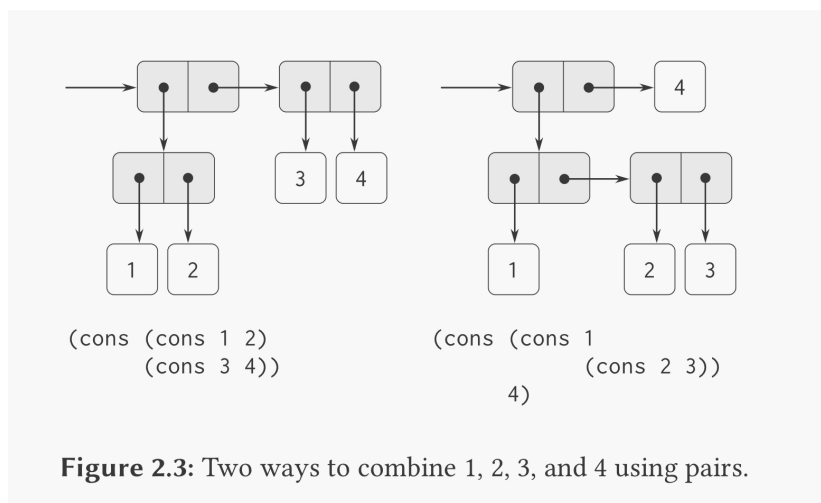 4
3 4
1 2
1
2 3
(cons (cons 1 2)
(cons 3 4))
(cons (cons 1
(cons 2 3))
4)
Figure 2.3: Two ways to combine 1, 2, 3, and 4 using pairs.